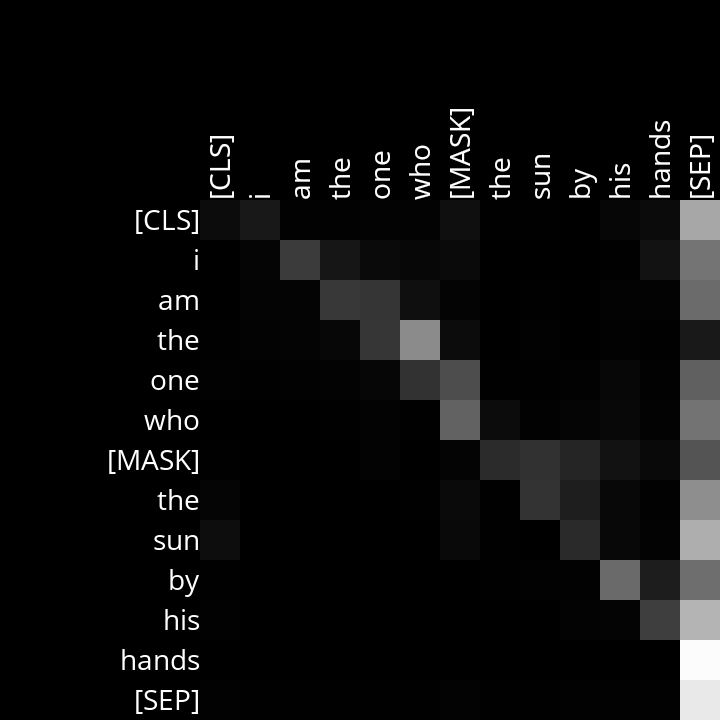 [CLS] i am the one who [MASK] the sun by his hands [SEP]
[CLS]
i
am
the
one
who
[MASK]
the
sun
by
his
hands
[SEP]